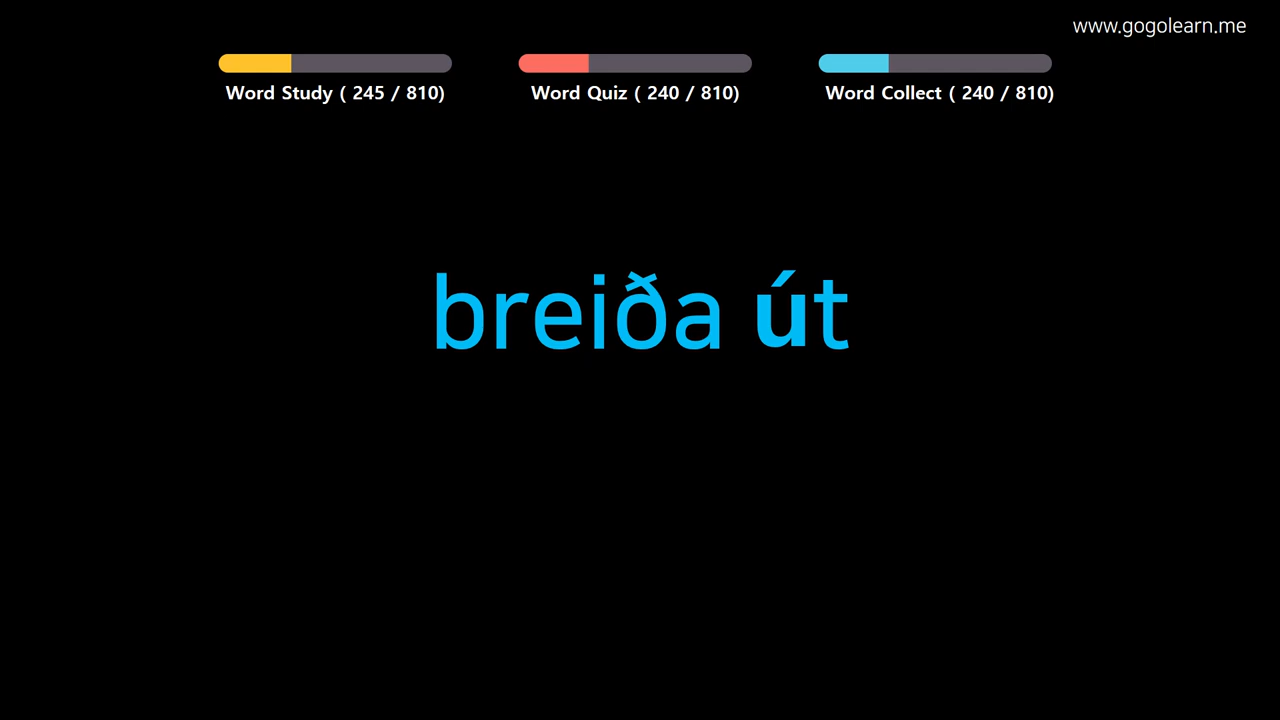 www.gogolearn.me
Word Study ( 245 / 810)
Word Quiz ( 240 / 810)
Word Collect ( 240 / 810)
breiða út